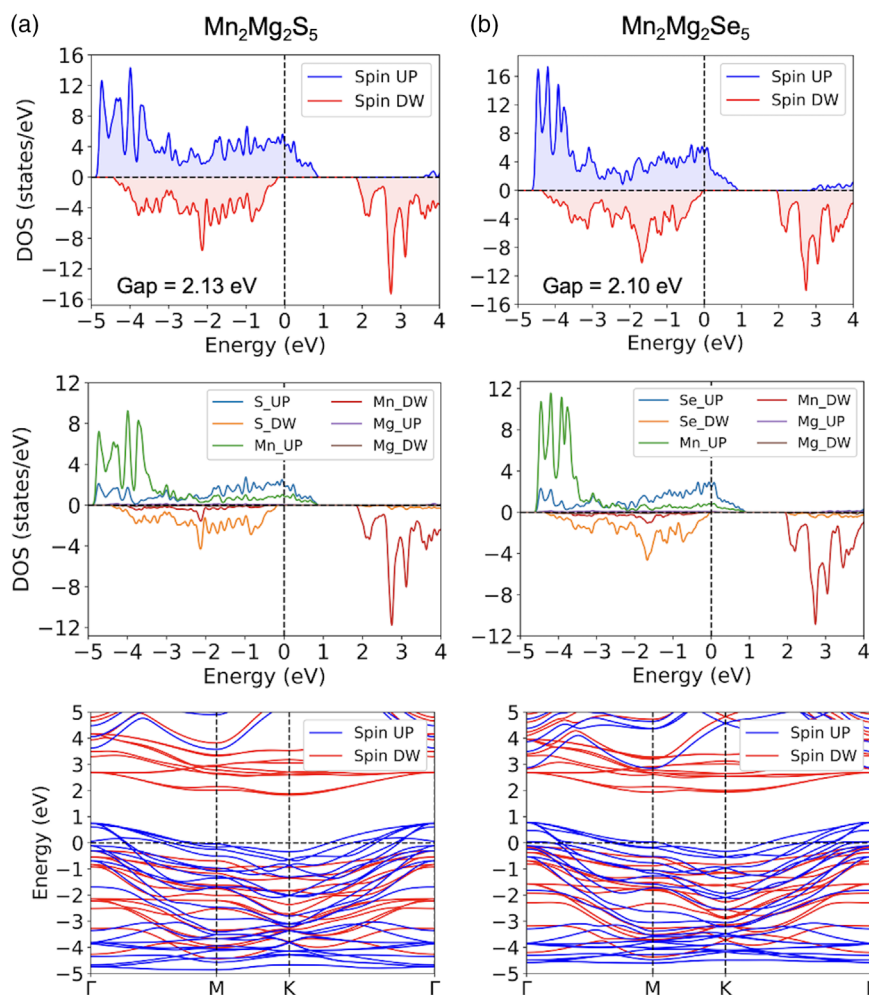 (a) Mn₂Mg₂S₅
(b) Mn₂Mg₂Se₅
DOS (states/eV)
16
12
8
4
0
−4
−8
−12
−16
Spin UP
Spin DW
Gap = 2.13 eV
−5 −4 −3 −2 −1 0 1 2 3 4
Energy (eV)
16
12
8
4
0
4
8
12
16
Spin UP
Spin DW
Gap = 2.10 eV
−5 −4 −3 −2 −1 0 1 2 3 4
Energy (eV)
DOS (states/eV)
12
8
4
0
−4
−8
−12
S_UP Mn_DW
S_DW Mg_UP
Mn_UP Mg_DW
−5 −4 −3 −2 −1 0 1 2 3 4
Energy (eV)
12
8
4
0
−4
−8
−12
Se_UP Mn_DW
Se_DW Mg_UP
Mn_UP Mg_DW
−5 −4 −3 −2 −1 0 1 2 3 4
Energy (eV)
Energy (eV)
5
4
3
2
1
0
−1
−2
−3
−4
−5
Spin UP
Spin DW
Γ M K Γ
5
4
3
2
1
0
−1
−2
−3
−4
−5
Spin UP
Spin DW
Γ M K